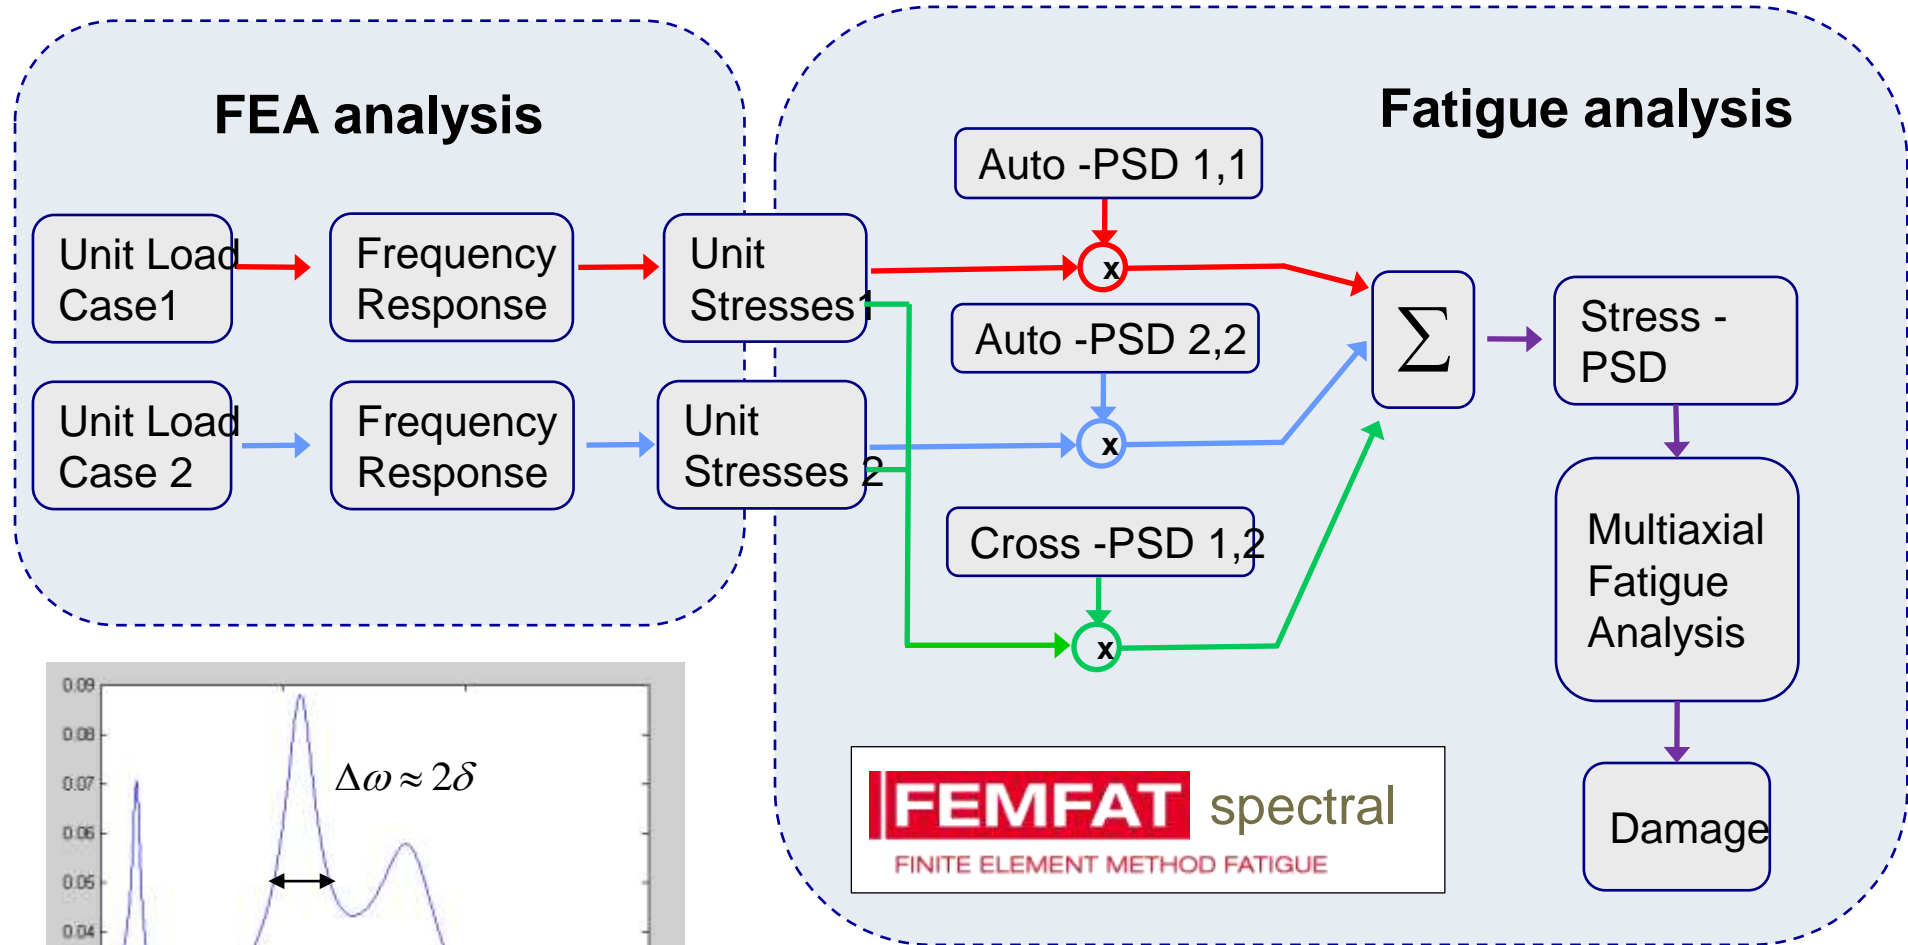 FEA analysis
Fatigue analysis
Unit Load
Case1
Frequency
Response
Unit
Stresses1
Auto -PSD 1,1
x
Unit Load
Case 2
Frequency
Response
Unit
Stresses 2
Auto -PSD 2,2
x
Cross -PSD 1,2
x
∑
Stress -
PSD
Multiaxial
Fatigue
Analysis
Damage
0.09
0.08
0.07
0.06
0.05
0.04
Δω ≈ 2δ
FEMFAT spectral
FINITE ELEMENT METHOD FATIGUE